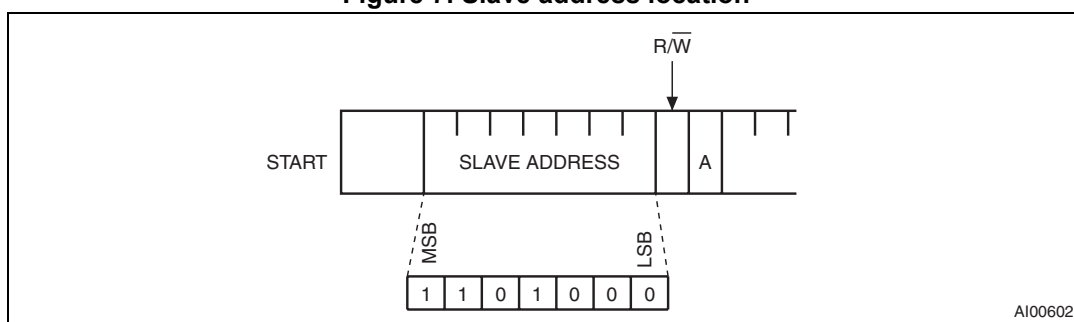 Figure 7. Slave address location
R/W̅
START
SLAVE ADDRESS
A
MSB
LSB
1 1 0 1 0 0 0
AI00602